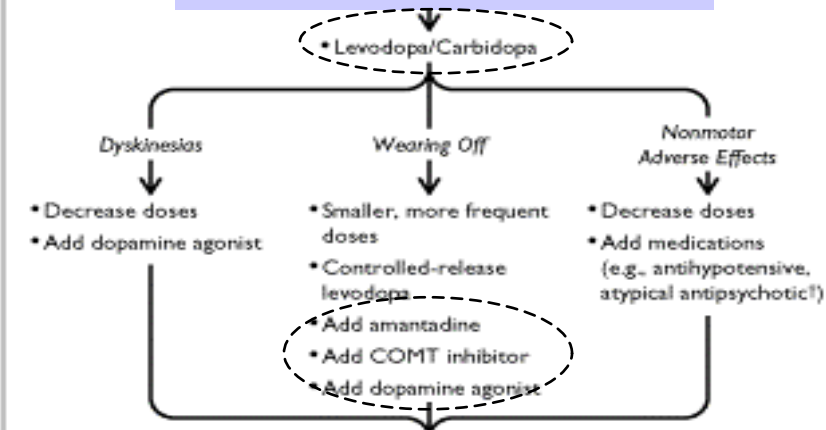 • Levodopa/Carbidopa
Dyskinesias
• Decrease doses
• Add dopamine agonist
Wearing Off
• Smaller, more frequent
doses
• Controlled-release
levodopa
• Add amantadine
• Add COMT inhibitor
• Add dopamine agonist
Nonmotor
Adverse Effects
• Decrease doses
• Add medications
(e.g., antihypotensive,
atypical antipsychotic†)